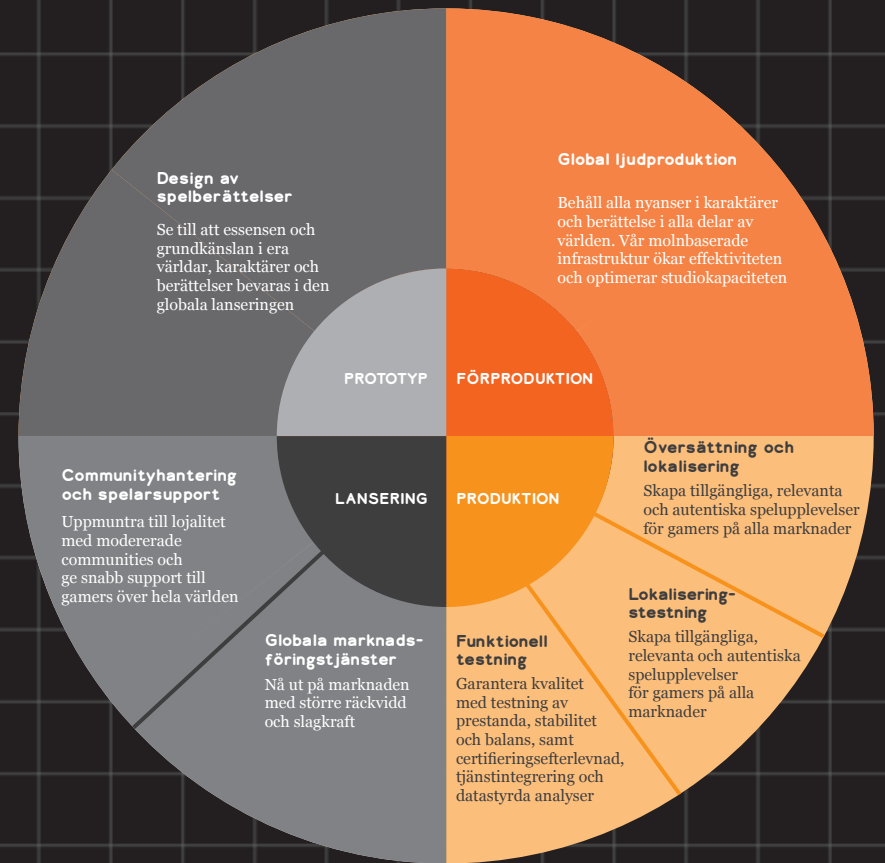 Design av
spelberättelser
Se till att essensen och
grundkänslan i era
världar, karaktärer och
berättelser bevaras i den
globala lanseringen
Global ljudproduktion
Behåll alla nyanser i karaktärer
och berättelse i alla delar av
världen. Vår molnbaserade
infrastruktur ökar effektiviteten
och optimerar studiokapaciteten
PROTOTYP
FÖRPRODUKTION
LANSERING
PRODUKTION
Översättning och
lokalisering
Skapa tillgängliga, relevanta
och autentiska spelupplevelser
för gamers på alla marknader
Lokaliserings-
testning
Skapa tillgängliga,
relevanta och autentiska
spelupplevelser
för gamers på alla
marknader
Funktionell
testning
Garantera kvalitet
med testning av
prestanda, stabilitet
och balans, samt
certifieringsefterlevnad,
tjänstintegrering och
datastyrda analyser
Globala marknads-
föringstjänster
Nå ut på marknaden
med större räckvidd
och slagkraft
Communityhantering
och spelarsupport
Uppmuntra till lojalitet
med modererade
communities och
ge snabb support till
gamers över hela världen